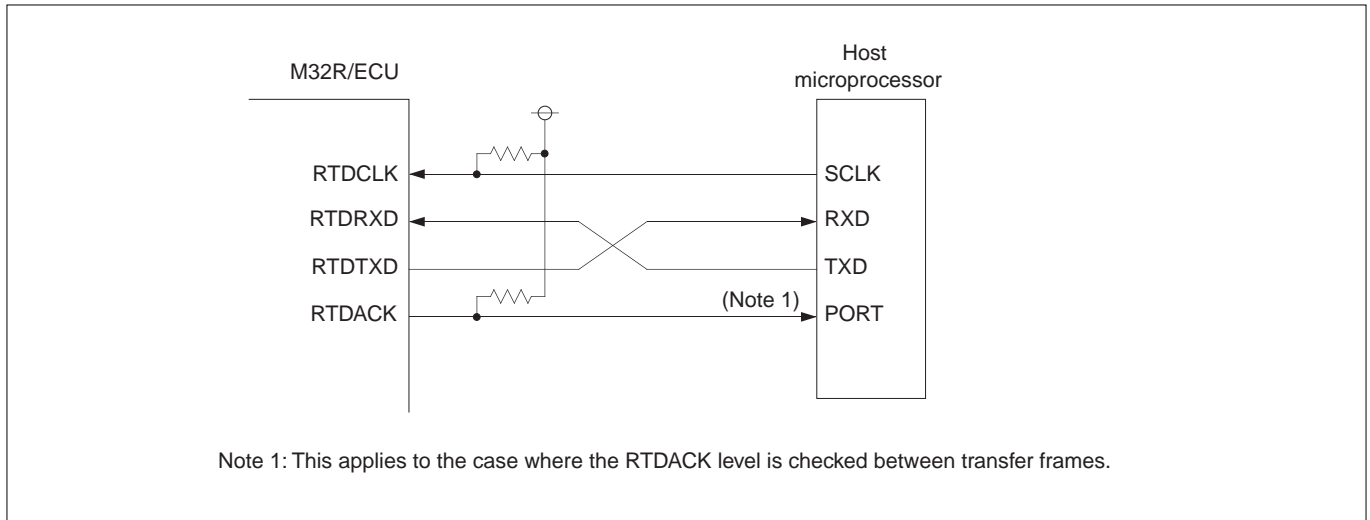 M32R/ECU
Host
microprocessor
RTDCLK
SCLK
RTDRXD
RXD
RTDTXD
TXD
RTDACK
(Note 1)
PORT
Note 1: This applies to the case where the RTDACK level is checked between transfer frames.